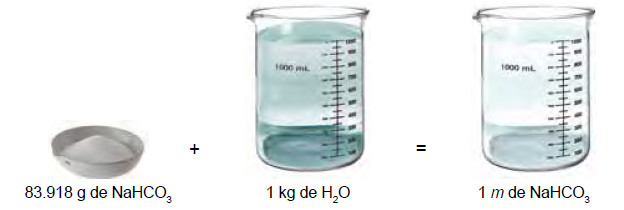 1000 mL
1000 mL
+
=
83.918 g de NaHCO₃
1 kg de H₂O
1 m de NaHCO₃